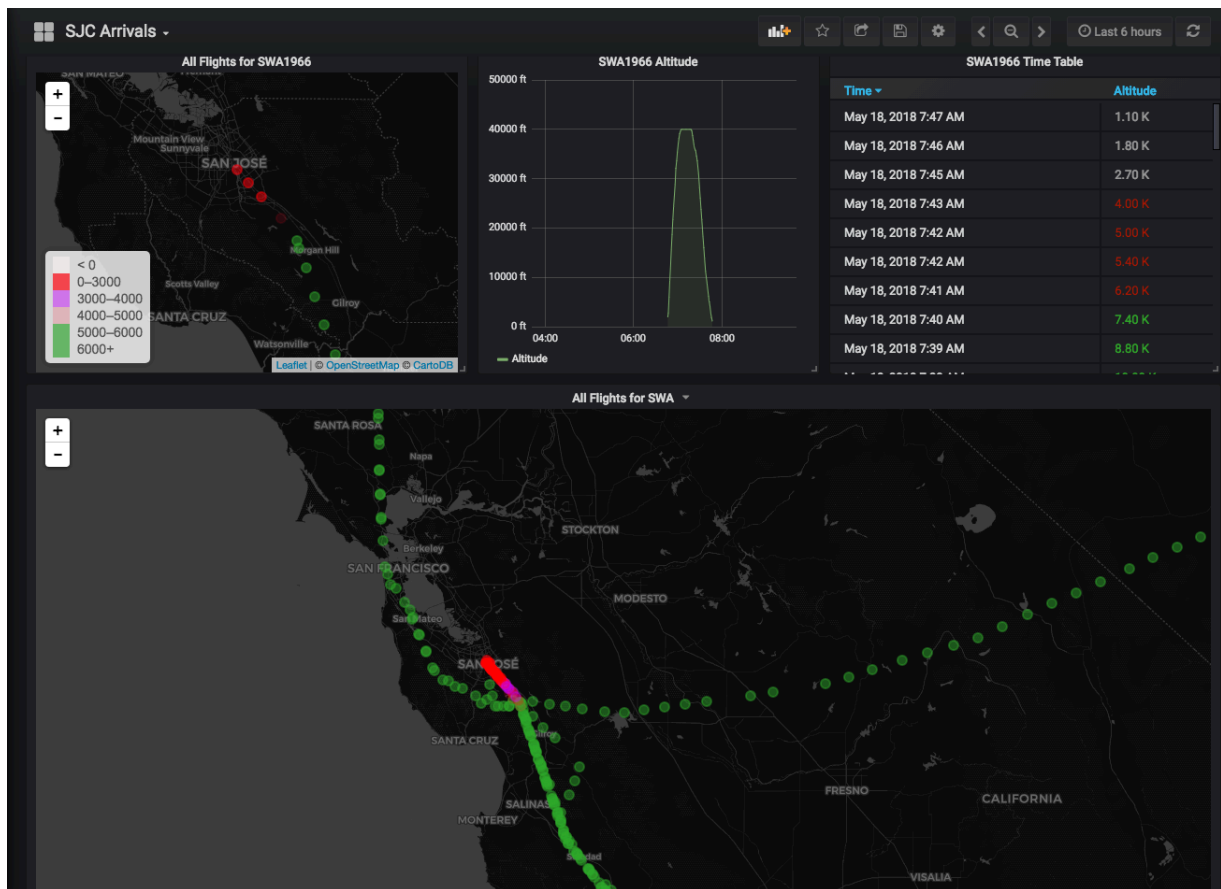 SJC Arrivals
Last 6 hours
All Flights for SWA1966
SAN MATEO
Fremont
+
-
Mountain View
Sunnyvale
SAN JOSÉ
Morgan Hill
Scotts Valley
Gilroy
SANTA CRUZ
Watsonville
< 0
0–3000
3000–4000
4000–5000
5000–6000
6000+
Leaflet | © OpenStreetMap © CartoDB
SWA1966 Altitude
50000 ft
40000 ft
30000 ft
20000 ft
10000 ft
0 ft
04:00 06:00 08:00
Altitude
SWA1966 Time Table
Time Altitude
May 18, 2018 7:47 AM 1.10 K
May 18, 2018 7:46 AM 1.80 K
May 18, 2018 7:45 AM 2.70 K
May 18, 2018 7:43 AM 4.00 K
May 18, 2018 7:42 AM 5.00 K
May 18, 2018 7:42 AM 5.40 K
May 18, 2018 7:41 AM 6.20 K
May 18, 2018 7:40 AM 7.40 K
May 18, 2018 7:39 AM 8.80 K
All Flights for SWA
+
-
SANTA ROSA
Napa
Vallejo
STOCKTON
Berkeley
SAN FRANCISCO
MODESTO
San Mateo
SAN JOSÉ
Gilroy
SANTA CRUZ
FRESNO
CALIFORNIA
SALINAS
MONTEREY
Soledad
VISALIA